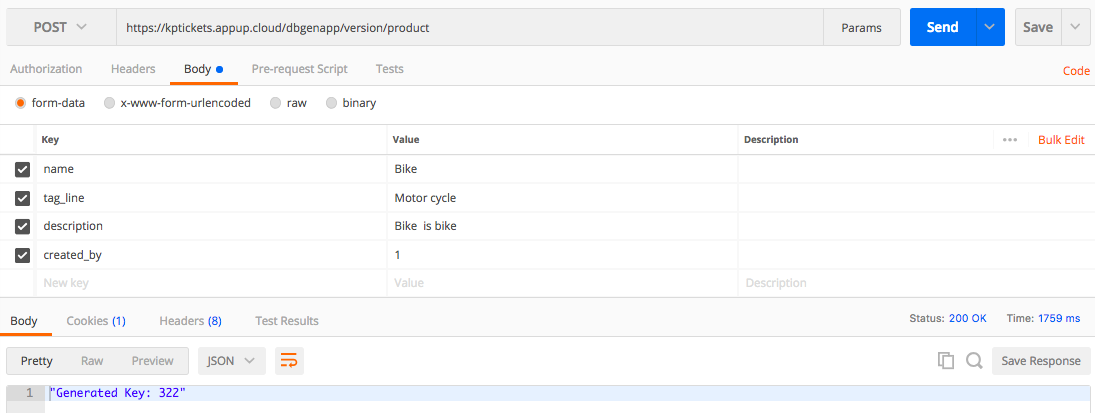 POST https://kptickets.appup.cloud/dbgenapp/version/product Params Send Save
Authorization Headers Body Pre-request Script Tests Code
form-data x-www-form-urlencoded raw binary
Key Value Description ••• Bulk Edit
name Bike
tag_line Motor cycle
description Bike is bike
created_by 1
New key Value Description
Body Cookies (1) Headers (8) Test Results Status: 200 OK Time: 1759 ms
Pretty Raw Preview JSON Save Response
1 "Generated Key: 322"